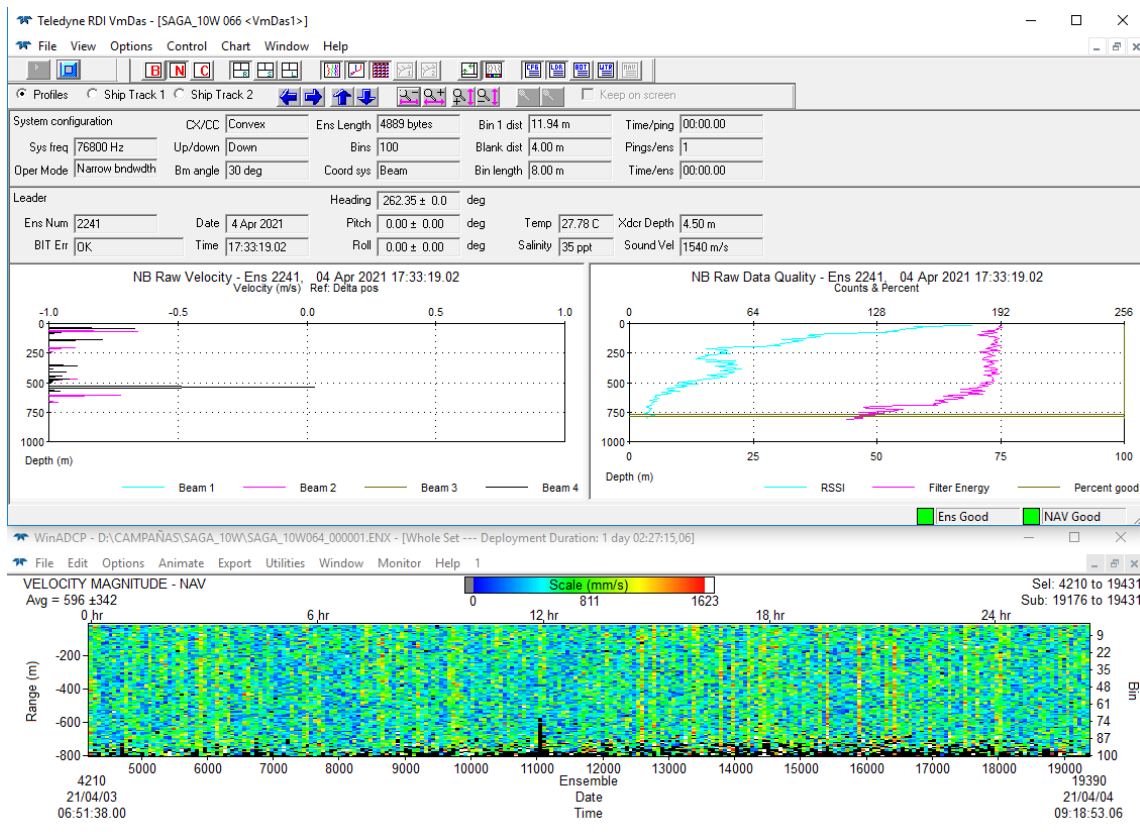 Teledyne RDI VmDas - [SAGA_10W 066 <VmDas1>]
File View Options Control Chart Window Help
B N C R S L CFG LDR BDT WTR NAV
Profiles Ship Track 1 Ship Track 2 Keep on screen
System configuration CX/CC Convex Ens Length 4889 bytes Bin 1 dist 11.94 m Time/ping 00:00.00
Sys freq 76800 Hz Up/down Down Bins 100 Blank dist 4.00 m Pings/ens 1
Oper Mode Narrow bndwdth Bm angle 30 deg Coord sys Beam Bin length 8.00 m Time/ens 00:00.00
Leader Heading 262.35 ± 0.0 deg
Ens Num 2241 Date 4 Apr 2021 Pitch 0.00 ± 0.00 deg Temp 27.78 C Xdcr Depth 4.50 m
BIT Err OK Time 17:33:19.02 Roll 0.00 ± 0.00 deg Salinity 35 ppt Sound Vel 1540 m/s
NB Raw Velocity - Ens 2241, 04 Apr 2021 17:33:19.02
Velocity (m/s) Ref: Delta pos
-1.0 -0.5 0.0 0.5 1.0
0
250
500
750
1000
Depth (m)
Beam 1 Beam 2 Beam 3 Beam 4
NB Raw Data Quality - Ens 2241, 04 Apr 2021 17:33:19.02
Counts & Percent
0 64 128 192 256
0
250
500
750
1000
0 25 50 75 100
Depth (m)
RSSI Filter Energy Percent good
Ens Good NAV Good
WinADCP - D:\CAMPAÑAS\SAGA_10W\SAGA_10W064_000001.ENX - [Whole Set --- Deployment Duration: 1 day 02:27:15,06]
File Edit Options Animate Export Utilities Window Monitor Help 1
VELOCITY MAGNITUDE - NAV Scale (mm/s) Sel: 4210 to 19431
Avg = 596 ±342 0 811 1623 Sub: 19176 to 19431
0 hr 6 hr 12 hr 18 hr 24 hr
Range (m)
-200
-400
-600
-800
9
22
35
48
61
74
87
100
Bin
5000 6000 7000 8000 9000 10000 11000 12000 13000 14000 15000 16000 17000 18000 19000
4210 Ensemble 19390
21/04/03 Date 21/04/04
06:51:38.00 Time 09:18:53.06